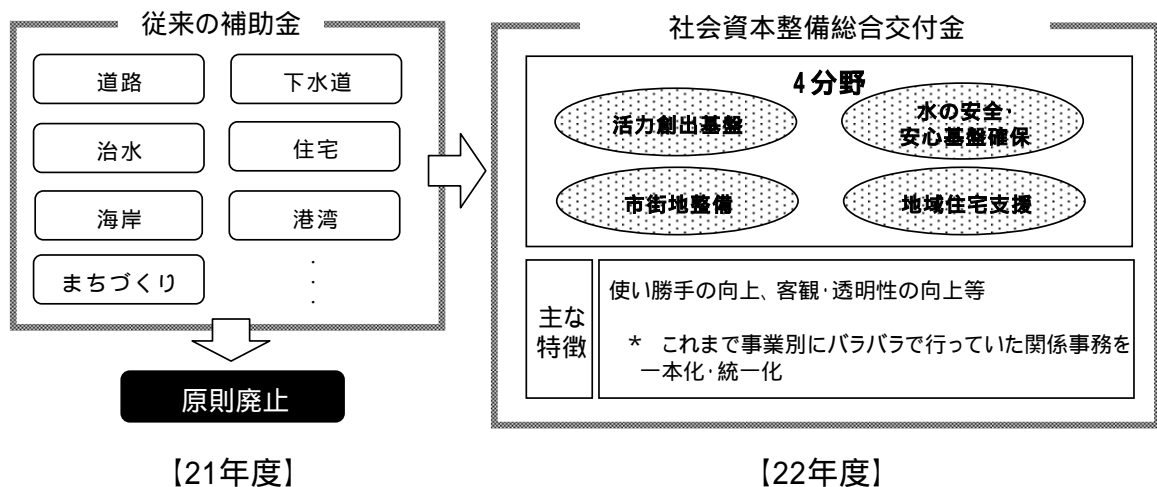 従来の補助金
道路
下水道
治水
住宅
海岸
港湾
まちづくり
・
・
・
原則廃止
【21年度】
社会資本整備総合交付金
4分野
活力創出基盤
水の安全・
安心基盤確保
市街地整備
地域住宅支援
主な
特徴
使い勝手の向上、客観・透明性の向上等
* これまで事業別にバラバラで行っていた関係事務を
一本化・統一化
【22年度】